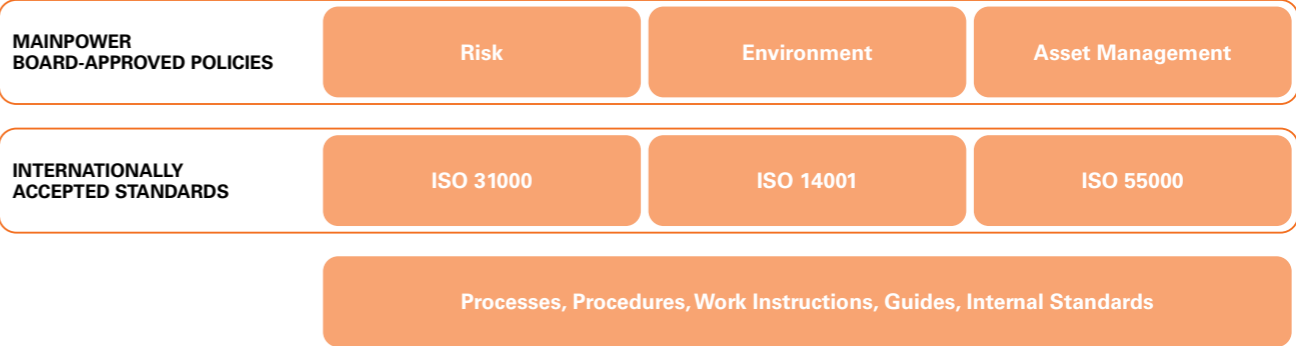 MAINPOWER
BOARD-APPROVED POLICIES
Risk
Environment
Asset Management
INTERNATIONALLY
ACCEPTED STANDARDS
ISO 31000
ISO 14001
ISO 55000
Processes, Procedures, Work Instructions, Guides, Internal Standards